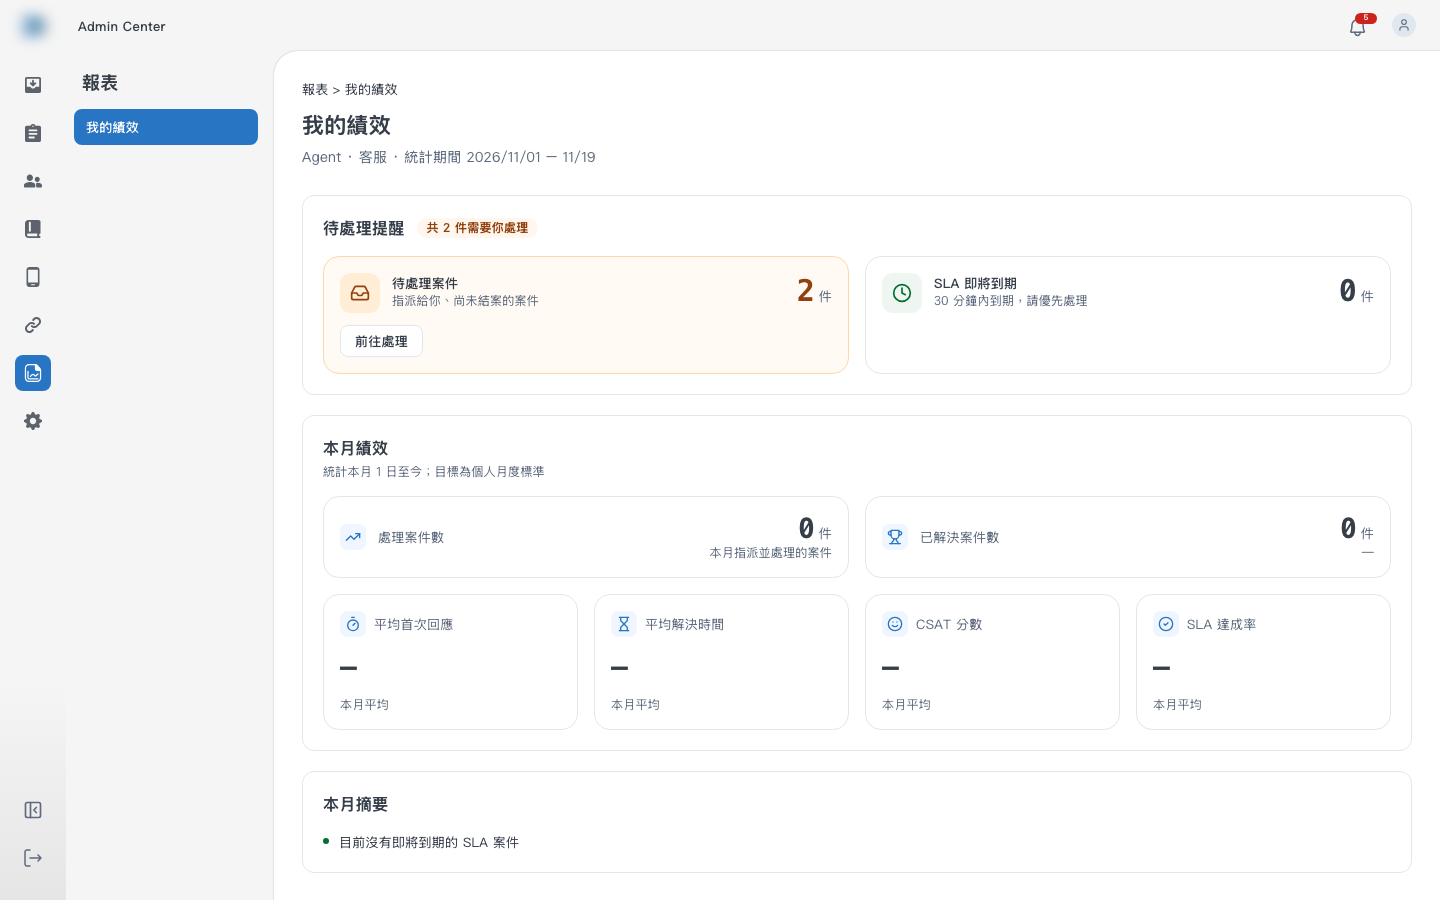 Admin Center
5
報表
我的績效
報表 > 我的績效
我的績效
Agent · 客服 · 統計期間 2026/11/01 – 11/19
待處理提醒 共 2 件需要你處理
待處理案件
指派給你、尚未結案的案件
2 件
前往處理
SLA 即將到期
30 分鐘內到期，請優先處理
0 件
本月績效
統計本月 1 日至今；目標為個人月度標準
處理案件數
0 件
本月指派並處理的案件
已解決案件數
0 件
—
平均首次回應
—
本月平均
平均解決時間
—
本月平均
CSAT 分數
—
本月平均
SLA 達成率
—
本月平均
本月摘要
目前沒有即將到期的 SLA 案件